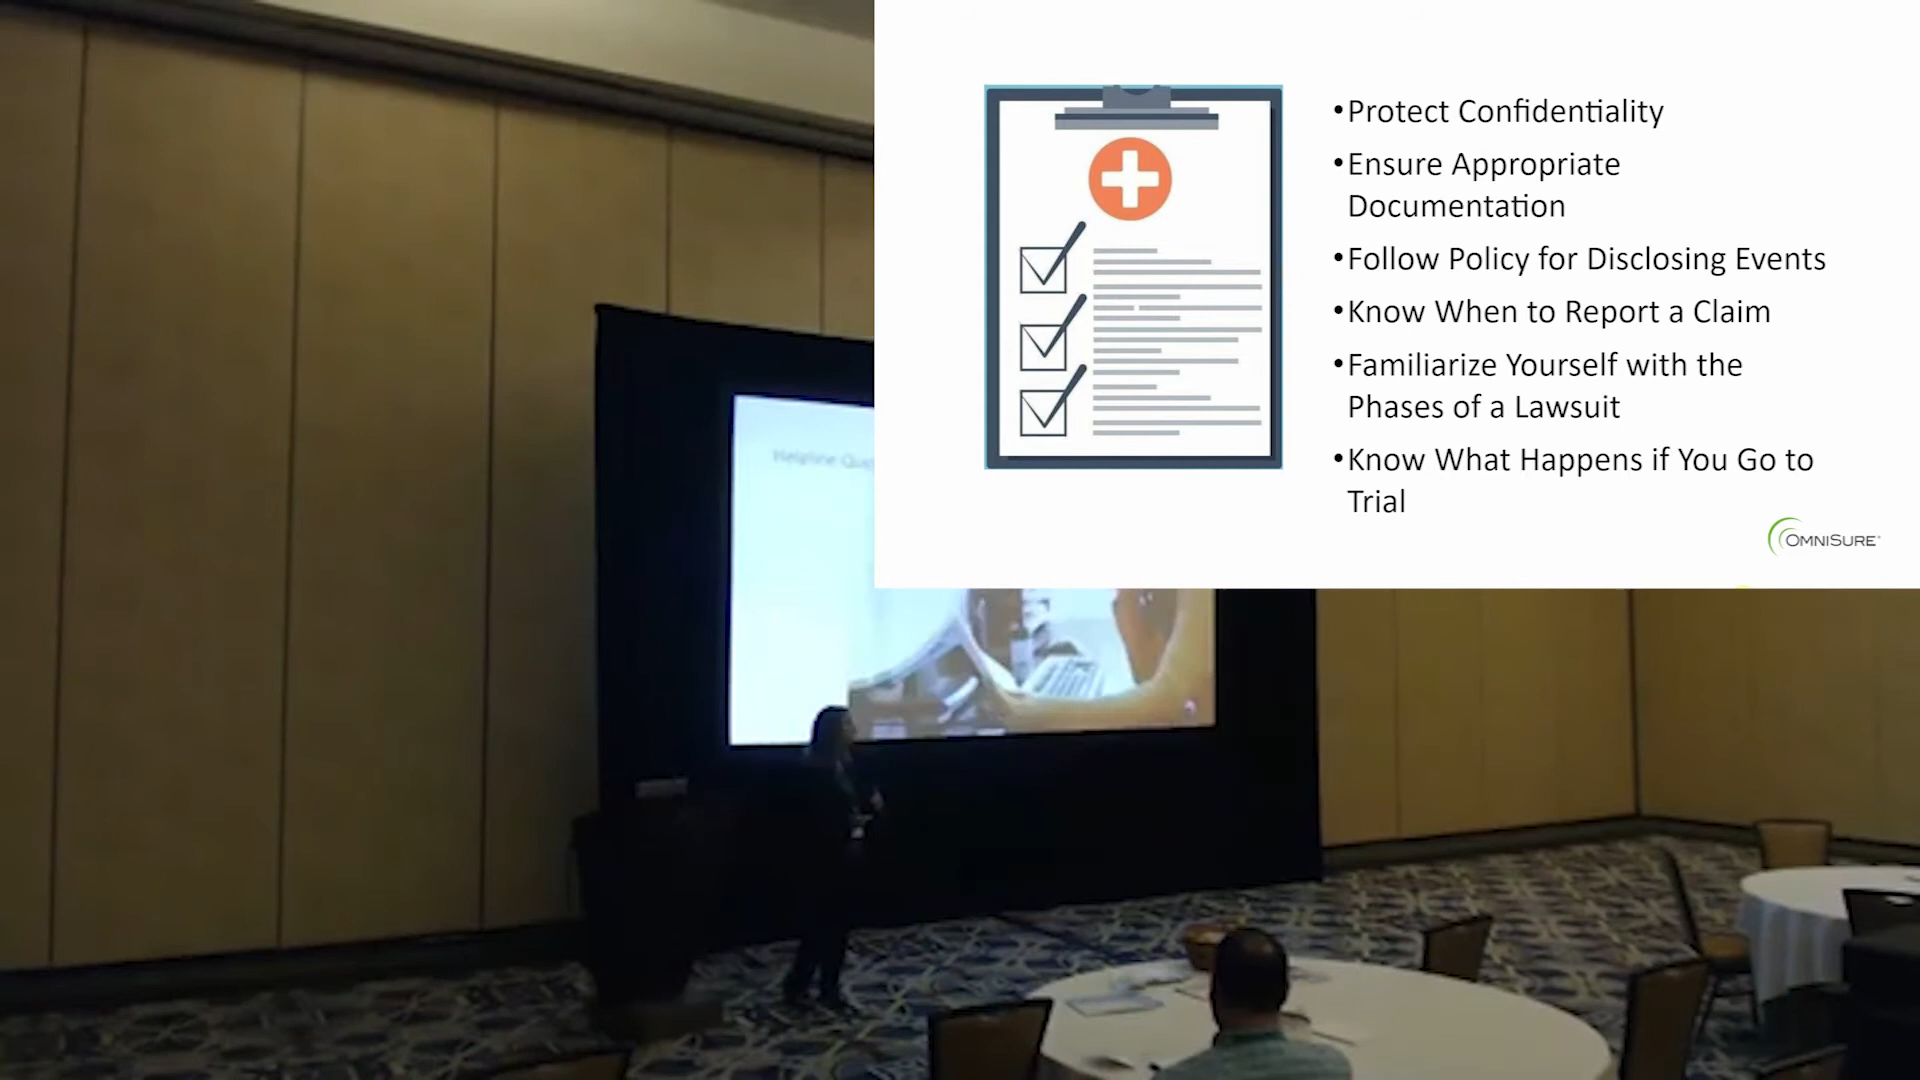 •Protect Confidentiality
•Ensure Appropriate
Documentation
•Follow Policy for Disclosing Events
•Know When to Report a Claim
•Familiarize Yourself with the
Phases of a Lawsuit
•Know What Happens if You Go to
Trial
OMNISURE
Helpline